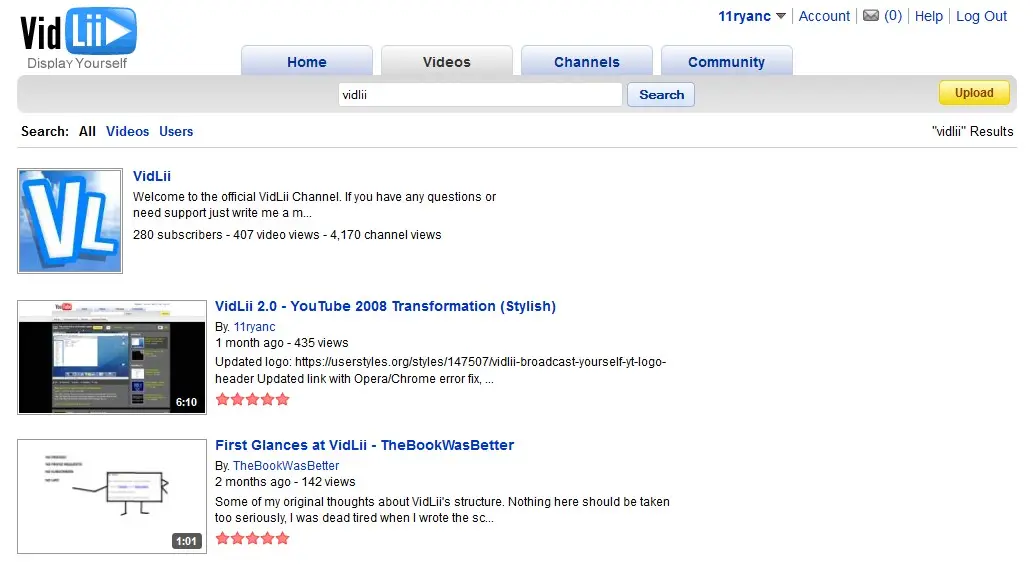 VidLii
Display Yourself
11ryanc Account (0) Help Log Out
Home Videos Channels Community
vidlii Search Upload
Search: All Videos Users "vidlii" Results
VL
VidLii
Welcome to the official VidLii Channel. If you have any questions or
need support just write me a m...
280 subscribers - 407 video views - 4,170 channel views
YouTube
6:10
VidLii 2.0 - YouTube 2008 Transformation (Stylish)
By. 11ryanc
1 month ago - 435 views
Updated logo: https://userstyles.org/styles/147507/vidlii-broadcast-yourself-yt-logo-
header Updated link with Opera/Chrome error fix, ...
1:01
First Glances at VidLii - TheBookWasBetter
By. TheBookWasBetter
2 months ago - 142 views
Some of my original thoughts about VidLii's structure. Nothing here should be taken
too seriously, I was dead tired when I wrote the sc...